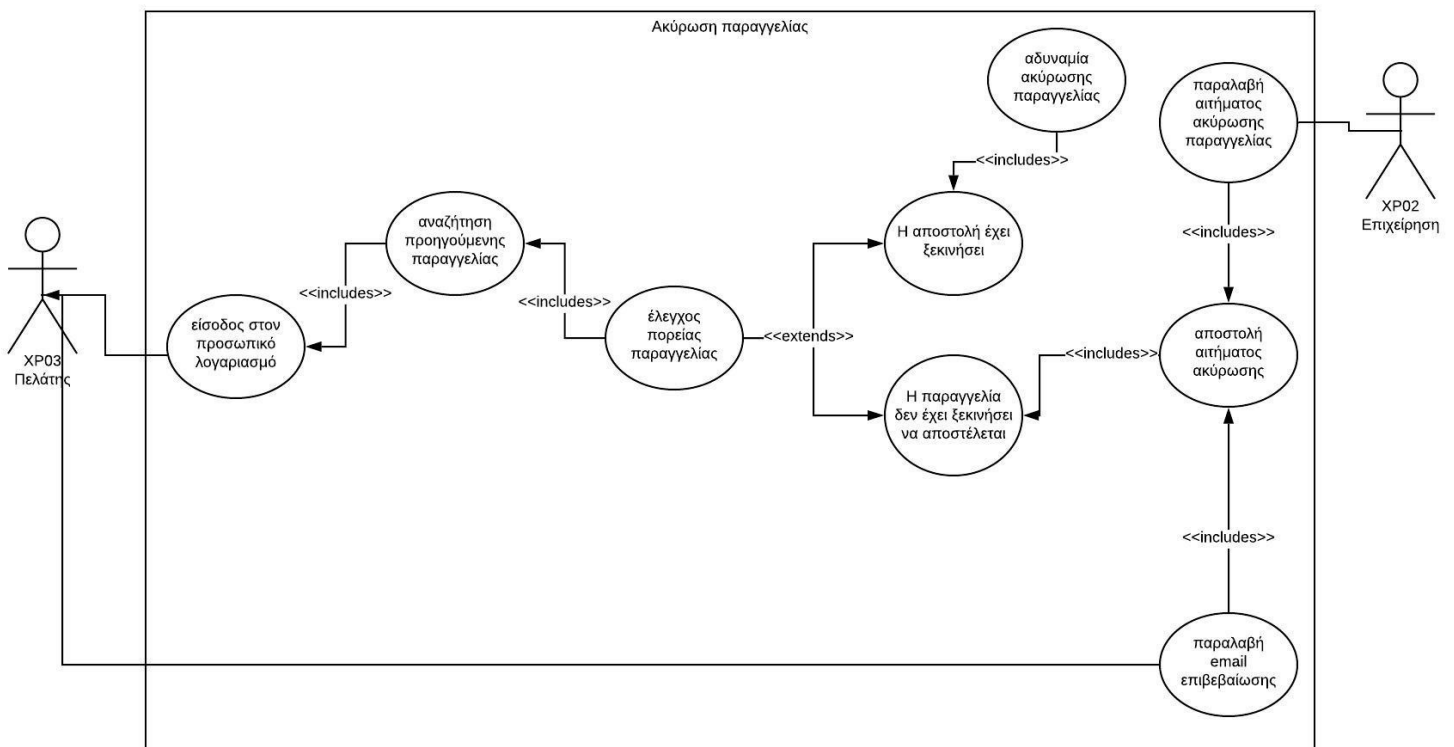 Ακύρωση παραγγελίας
αδυναμία
ακύρωσης
παραγγελίας
παραλαβή
αιτήματος
ακύρωσης
παραγγελίας
<<includes>>
XP02
Επιχείρηση
αναζήτηση
προηγούμενης
παραγγελίας
Η αποστολή έχει
ξεκινήσει
<<includes>>
<<includes>>
<<includes>>
είσοδος στον
προσωπικό
λογαριασμό
έλεγχος
πορείας
παραγγελίας
<<extends>>
<<includes>>
αποστολή
αιτήματος
ακύρωσης
XP03
Πελάτης
Η παραγγελία
δεν έχει ξεκινήσει
να αποστέλεται
<<includes>>
παραλαβή
email
επιβεβαίωσης